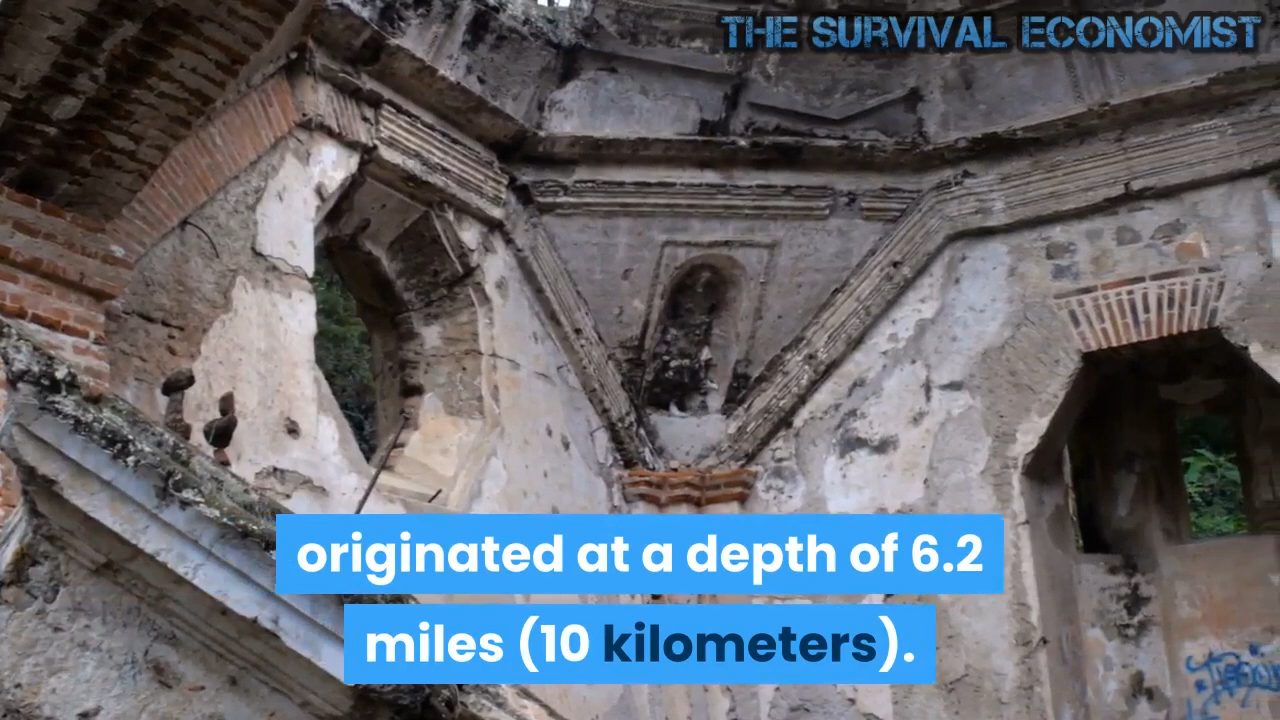 THE SURVIVAL ECONOMIST
originated at a depth of 6.2
miles (10 kilometers).